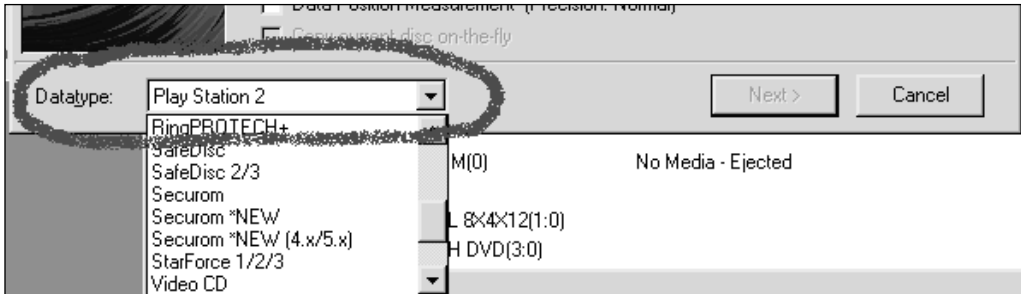 Data Position Measurement (Precision: Normal)
Copy current disc on-the-fly
Datatype: Play Station 2 Next > Cancel
RingPROTECH+
SafeDisc
SafeDisc 2/3
Securom
Securom *NEW
Securom *NEW (4.x/5.x)
StarForce 1/2/3
Video CD
M(0) No Media - Ejected
L 8X4X12(1:0)
H DVD(3:0)